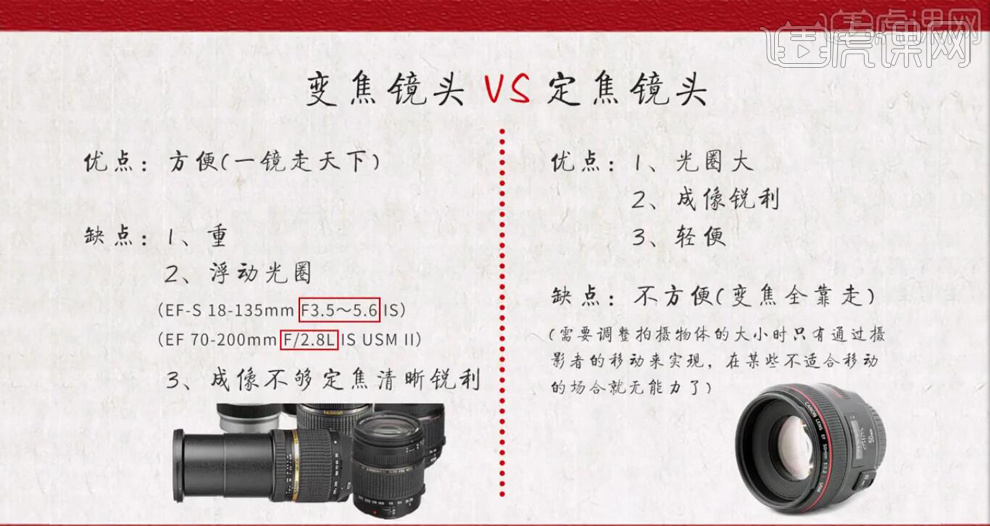 虎课网
变焦镜头 VS 定焦镜头
优点：方便(一镜走天下)
缺点：1、重
2、浮动光圈
（EF-S 18-135mm F3.5～5.6 IS）
（EF 70-200mm F/2.8L IS USM II）
3、成像不够定焦清晰锐利
优点：1、光圈大
2、成像锐利
3、轻便
缺点：不方便(变焦全靠走)
(需要调整拍摄物体的大小时只有通过摄
影者的移动来实现，在某些不适合移动
的场合就无能力了)